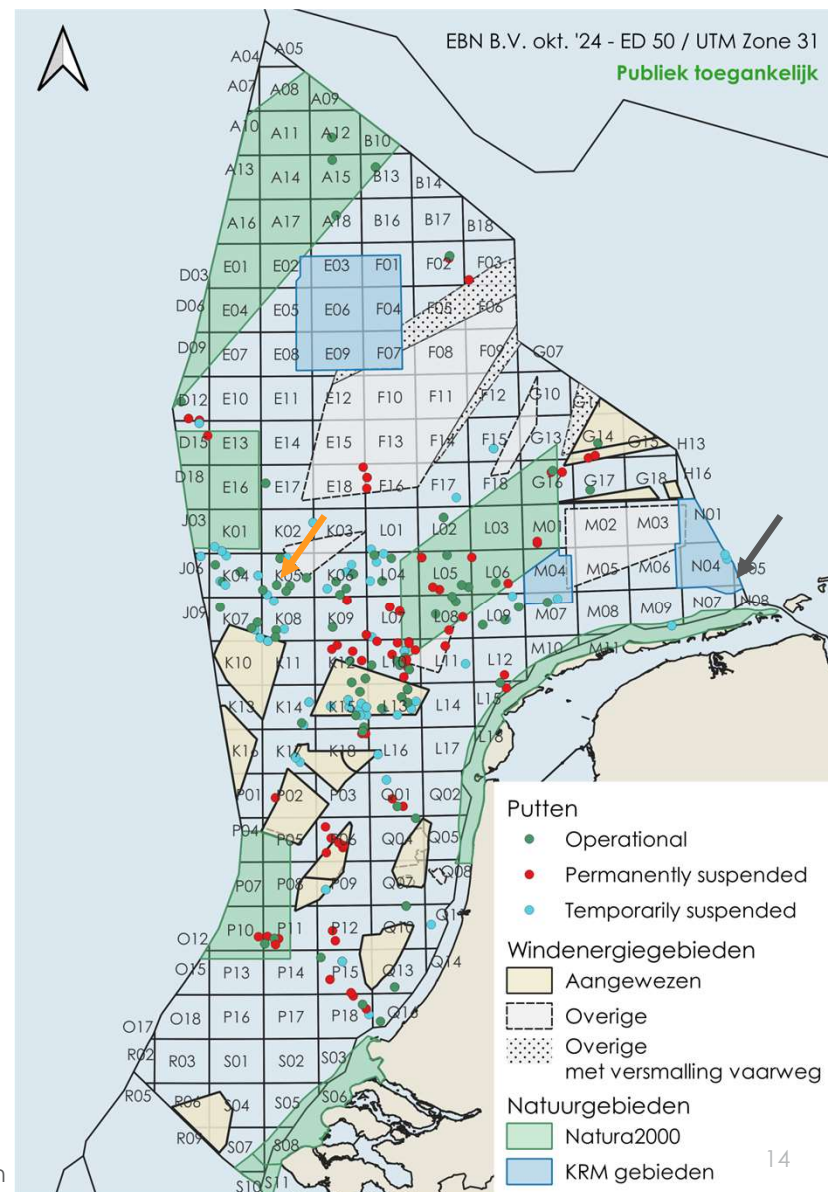 EBN B.V. okt. '24 - ED 50 / UTM Zone 31
Publiek toegankelijk
A04 A05
A07 A08 A09
A10 A11 A12 B10
A13 A14 A15 B13 B14
A16 A17 A18 B16 B17 B18
D03 E01 E02 E03 F01 F02 F03
D06 E04 E05 E06 F04 F05 F06
D09 E07 E08 E09 F07 F08 F09 G07
D12 E10 E11 E12 F10 F11 F12 G10 G11
D15 E13 E14 E15 F13 F14 F15 G13 G14 G15 H13
D18 E16 E17 E18 F16 F17 F18 G16 G17 G18 H16
J03 K01 K02 K03 L01 L02 L03 M01 M02 M03 N01
J06 K04 K05 K06 L04 L05 L06 M04 M05 M06 N04 N05
J09 K07 K08 K09 L07 L08 L09 M07 M08 M09 N07 N08
K10 K11 K12 L10 L11 L12 M10 M11
K13 K14 K15 L13 L14 L15
K16 K17 K18 L16 L17 L18
P01 P02 P03 Q01 Q02
P04 P05 P06 Q04 Q05
P07 P08 P09 Q07 Q08
O12 P10 P11 P12 Q10
O15 P13 P14 P15 Q13 Q14
O17 O18 P16 P17 P18 Q16
R02 R03 S01 S02 S03
R05 R06 S04 S05 S06
R09 S07 S08
S10 S11
Putten
Operational
Permanently suspended
Temporarily suspended
Windenergiegebieden
Aangewezen
Overige
Overige
met versmalling vaarweg
Natuurgebieden
Natura2000
KRM gebieden
14